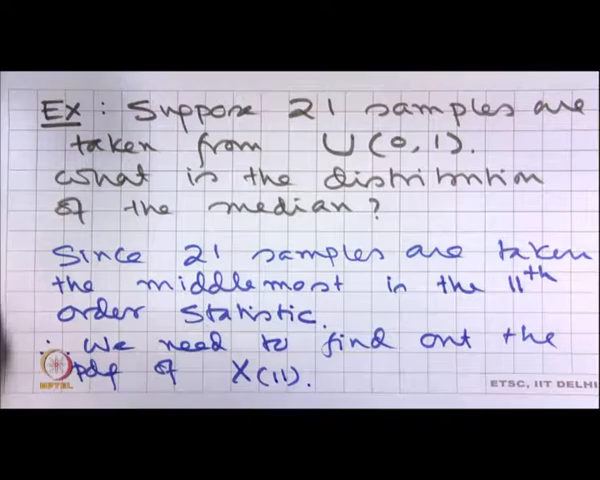 Ex : Suppose 21 samples are
taken from U(0,1).
What is the distribution
of the median?
Since 21 samples are taken
the middlemost is the 11th
order statistic.
∴ We need to find out the
pdf of X(11).
NPTEL
ETSC, IIT DELHI